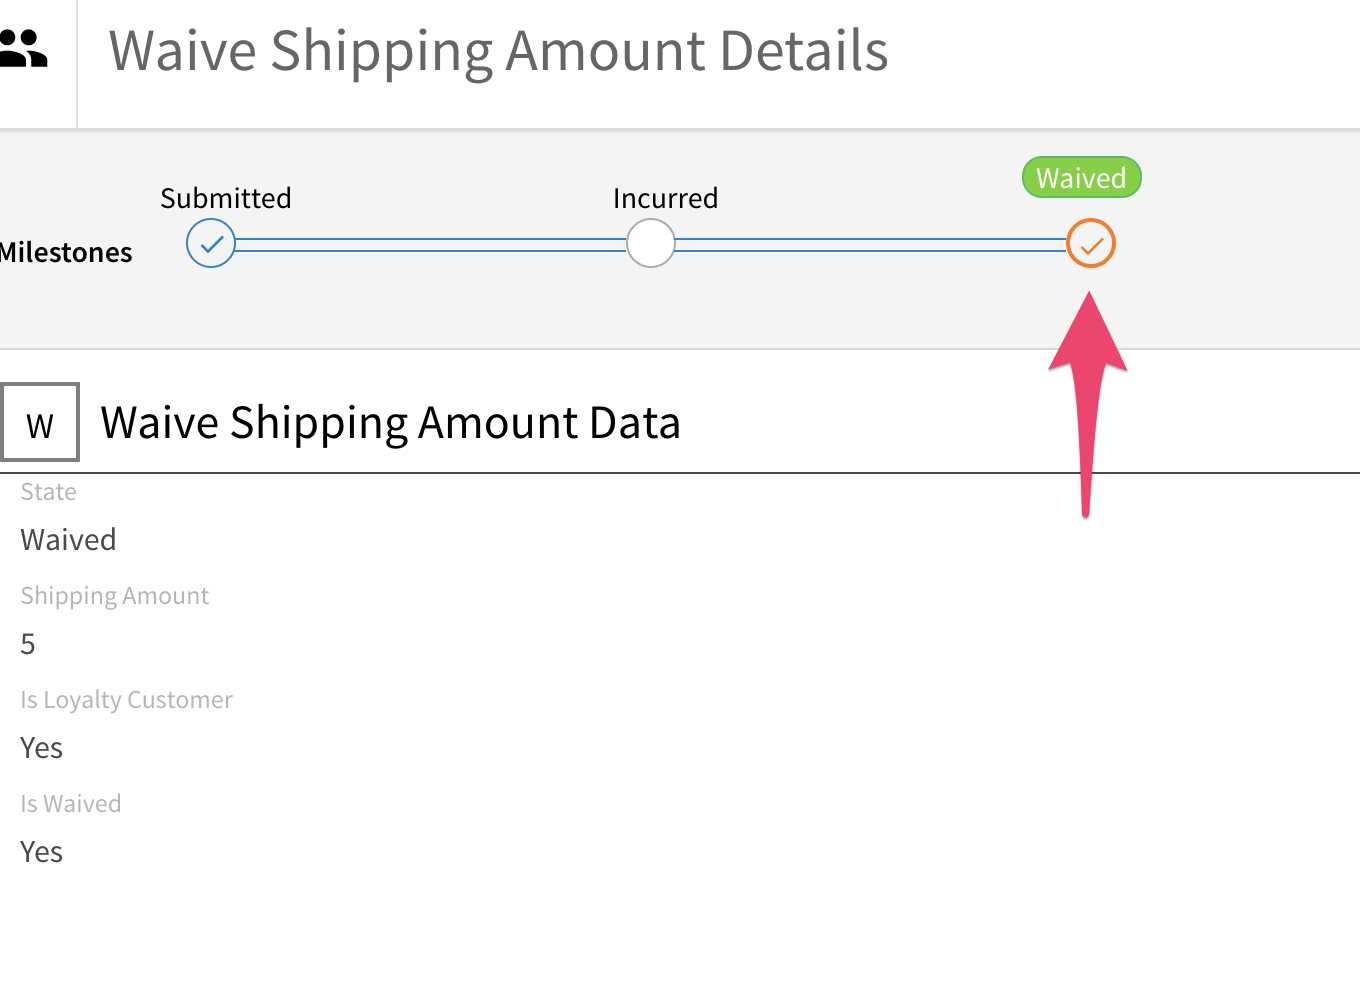 Waive Shipping Amount Details
Waived
Submitted
Incurred
Milestones
W
Waive Shipping Amount Data
State
Waived
Shipping Amount
5
Is Loyalty Customer
Yes
Is Waived
Yes